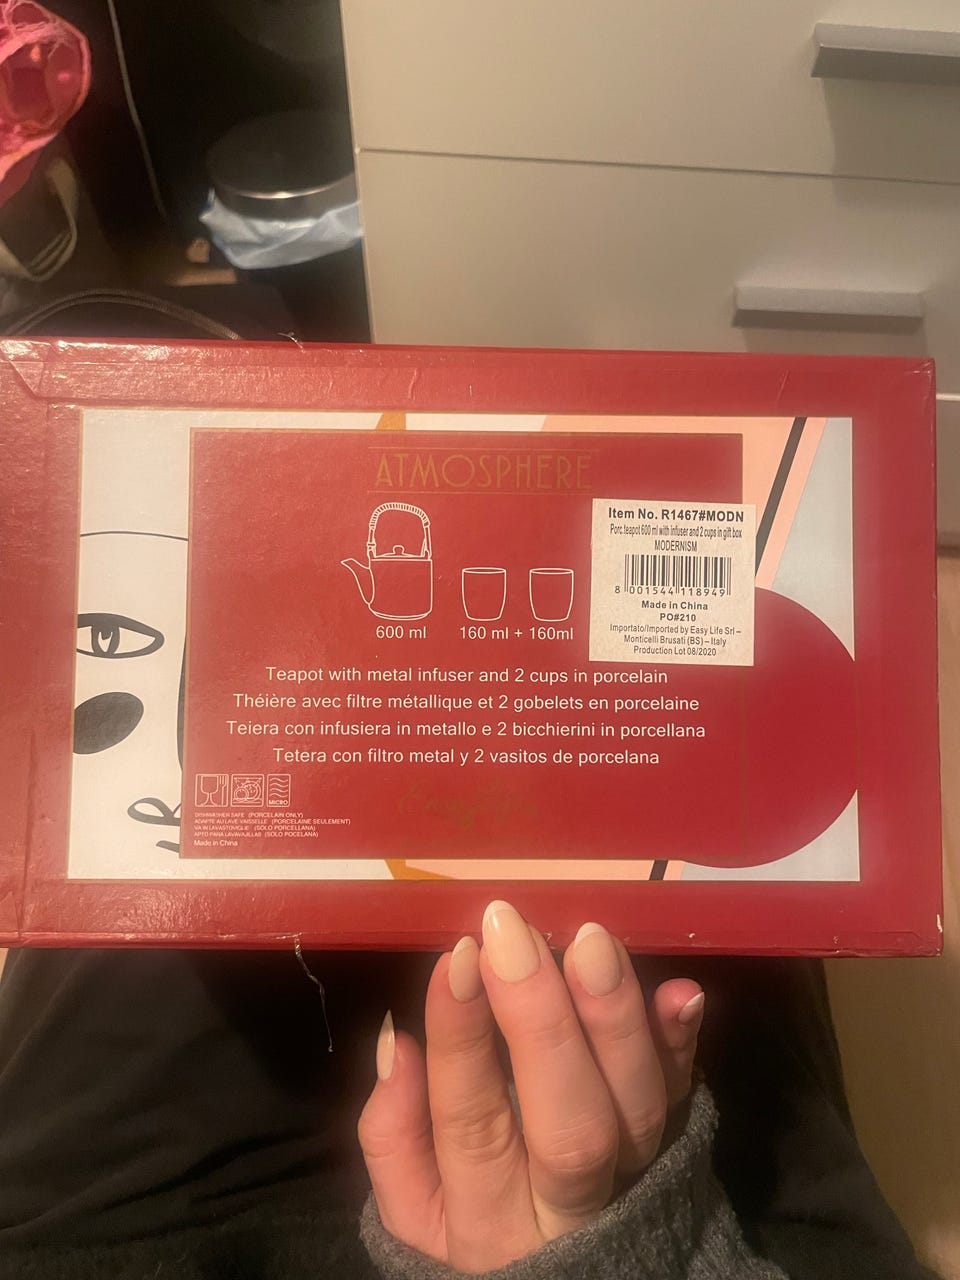 ATMOSPHERE
600 ml
160 ml + 160ml
Item No. R1467#MODN
Porc.teapot 600 ml with infuser and 2 cups in gift box
MODERNISM
8 001544 118949
Made in China
PO#210
Importato/Imported by Easy Life Srl –
Monticelli Brusati (BS) – Italy
Production Lot 08/2020
Teapot with metal infuser and 2 cups in porcelain
Théière avec filtre métallique et 2 gobelets en porcelaine
Teiera con infusiera in metallo e 2 bicchierini in porcellana
Tetera con filtro metal y 2 vasitos de porcelana
MICRO
DISHWASHER SAFE (PORCELAIN ONLY)
ADAPTE AU LAVE VAISSELLE (PORCELAINE SEULEMENT)
VA IN LAVASTOVIGLIE (SOLO PORCELLANA)
APTO PARA LAVAVAJILLAS (SOLO POCELANA)
Made in China